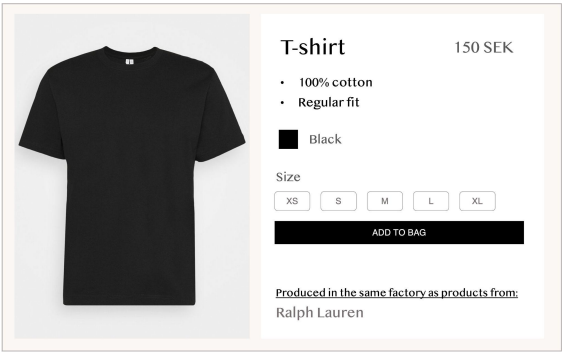 T-shirt
150 SEK
• 100% cotton
• Regular fit
Black
Size
XS S M L XL
ADD TO BAG
Produced in the same factory as products from:
Ralph Lauren